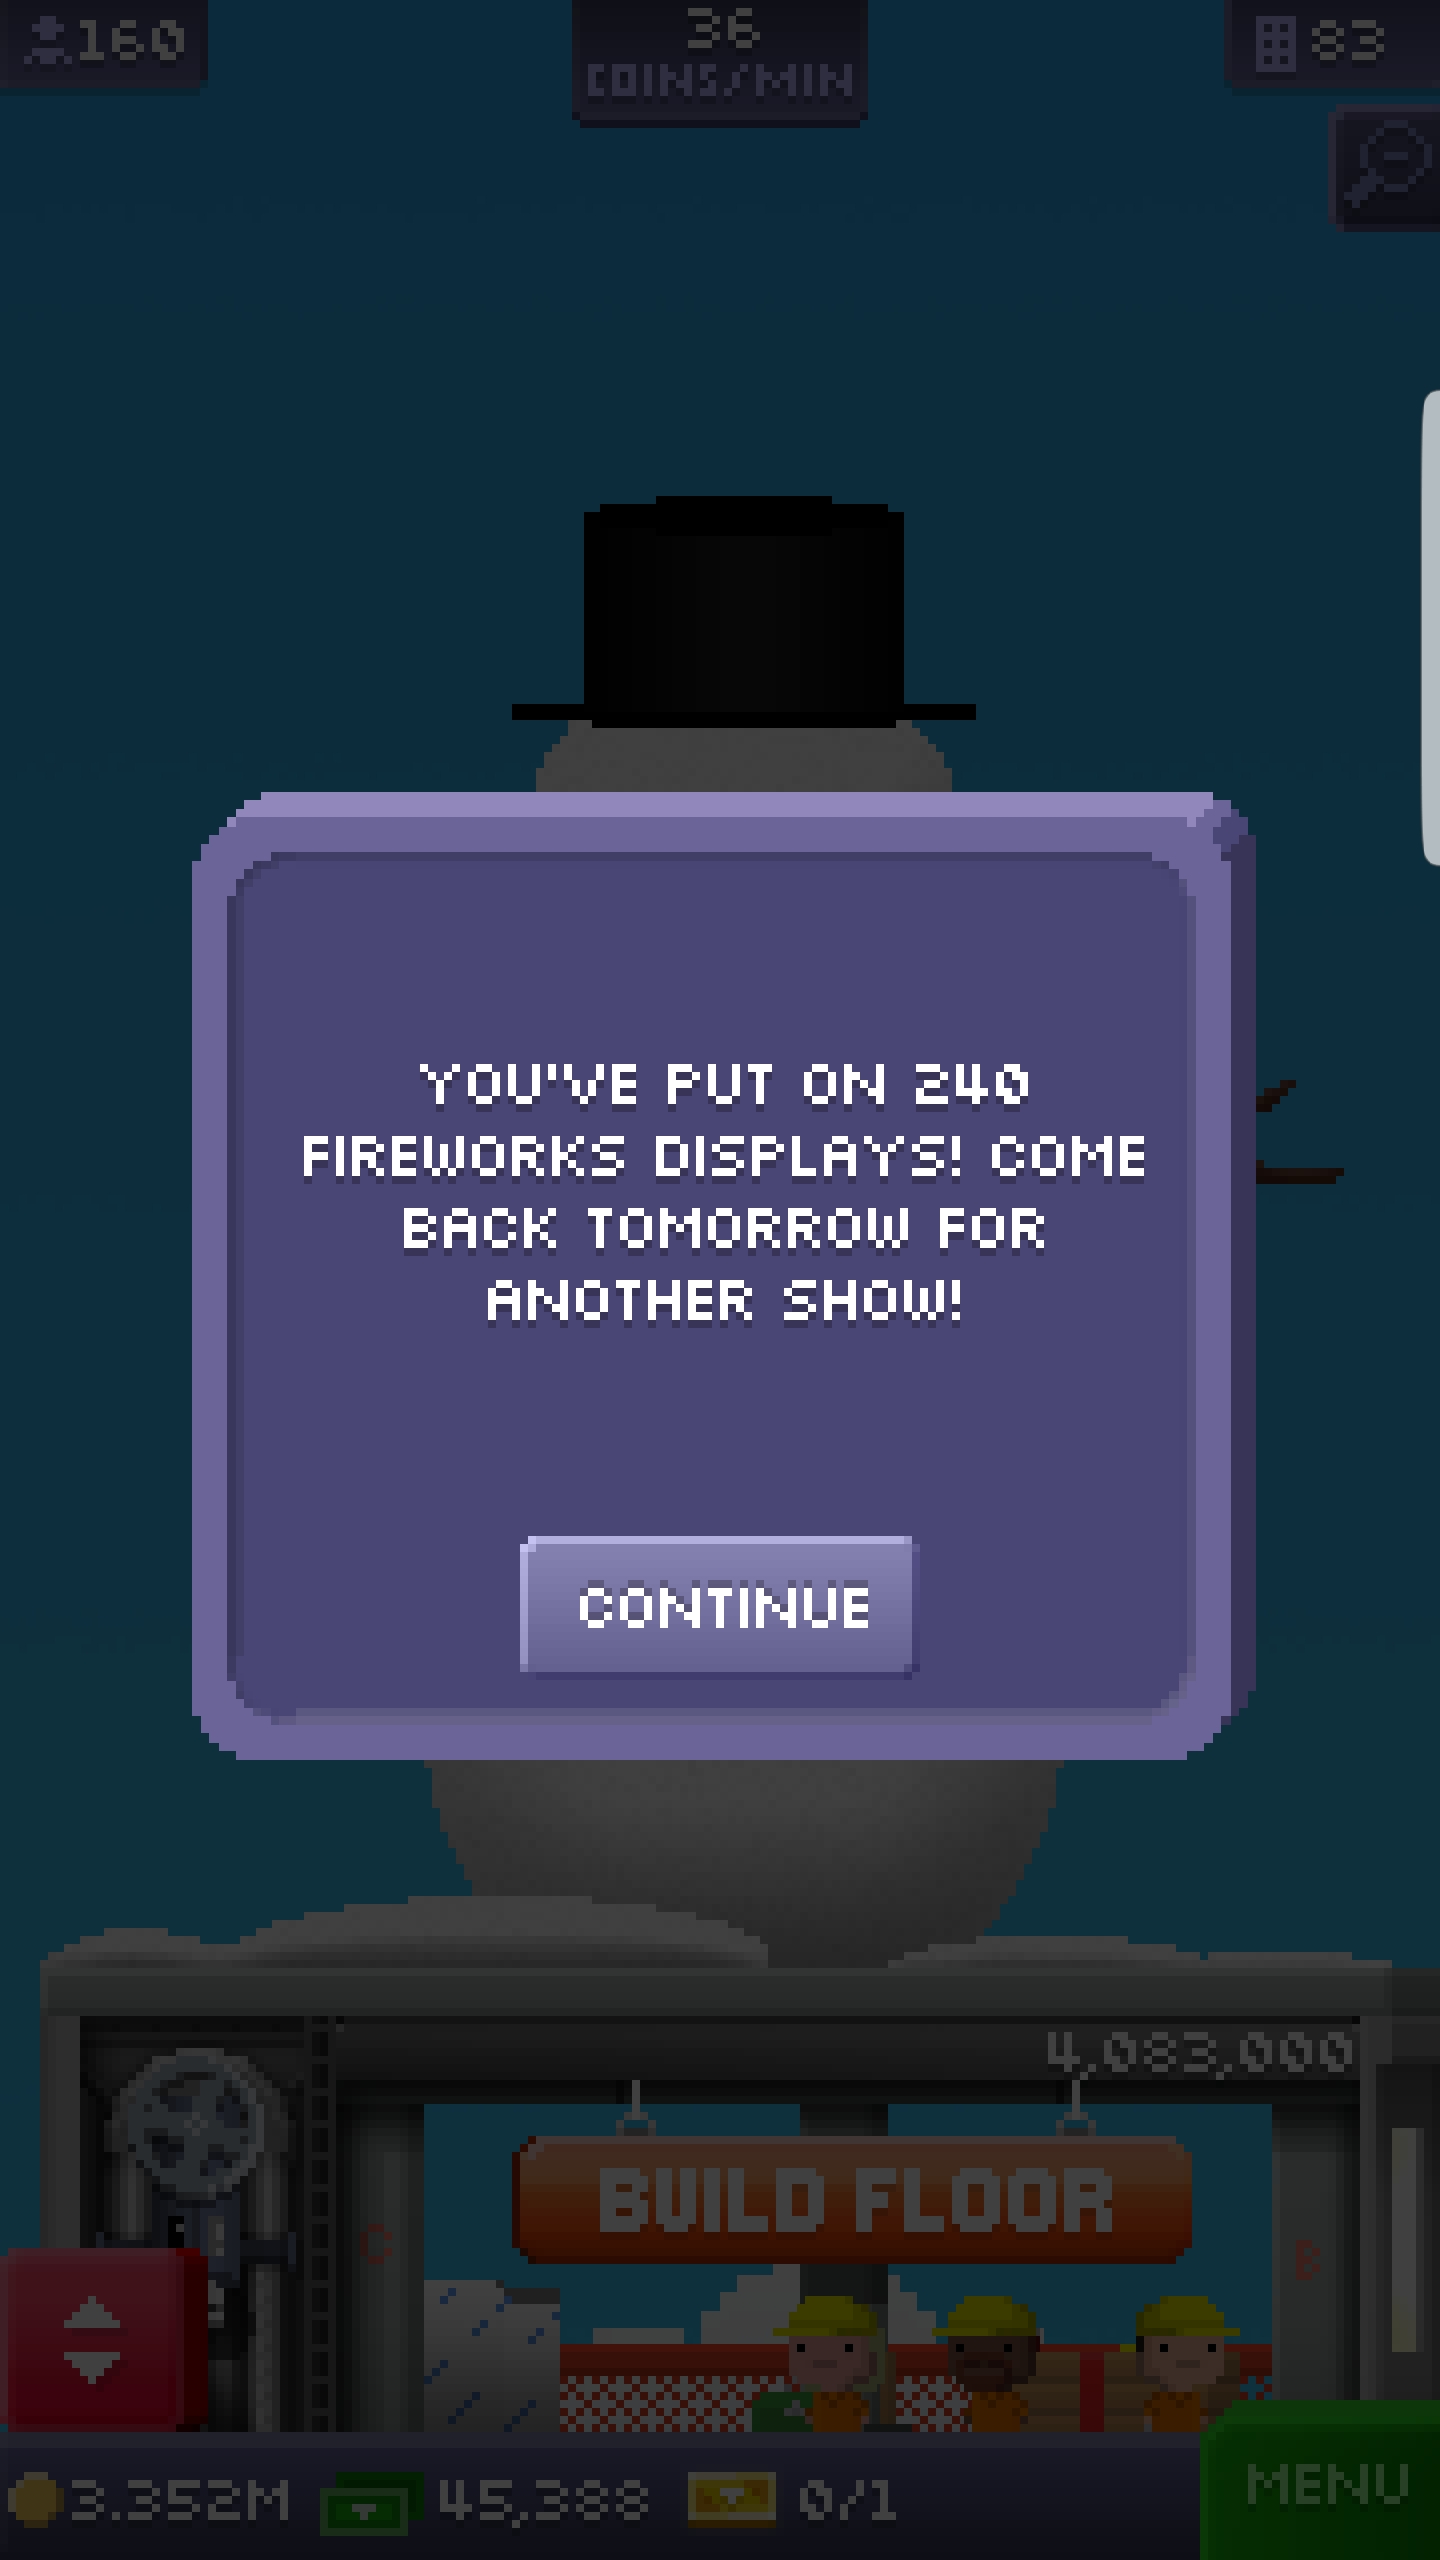 160
36
COINS/MIN
83
YOU'VE PUT ON 240
FIREWORKS DISPLAYS! COME
BACK TOMORROW FOR
ANOTHER SHOW!
CONTINUE
4,083,000
BUILD FLOOR
C
B
3.352M
45,388
0/1
MENU